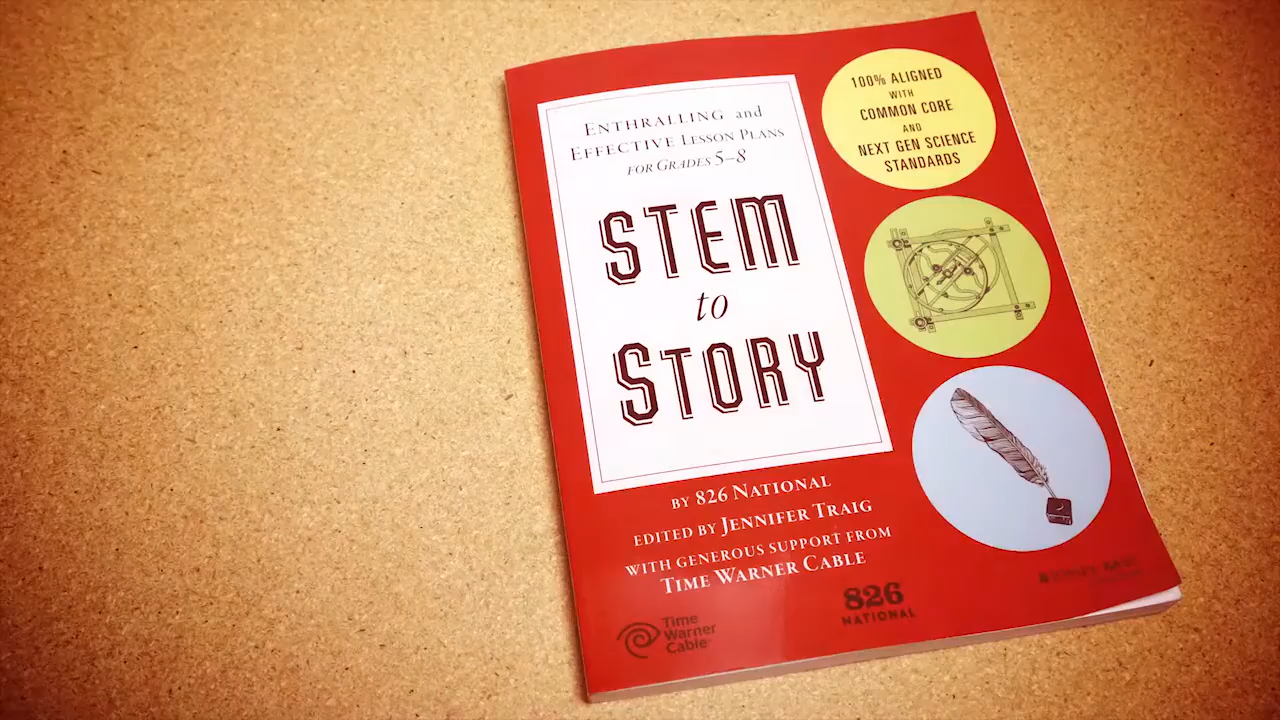 ENTHRALLING and
EFFECTIVE LESSON PLANS
FOR GRADES 5–8
STEM
to
STORY
100% ALIGNED
WITH
COMMON CORE
AND
NEXT GEN SCIENCE
STANDARDS
BY 826 NATIONAL
EDITED BY JENNIFER TRAIG
WITH GENEROUS SUPPORT FROM
TIME WARNER CABLE
Time
Warner
Cable
826
NATIONAL